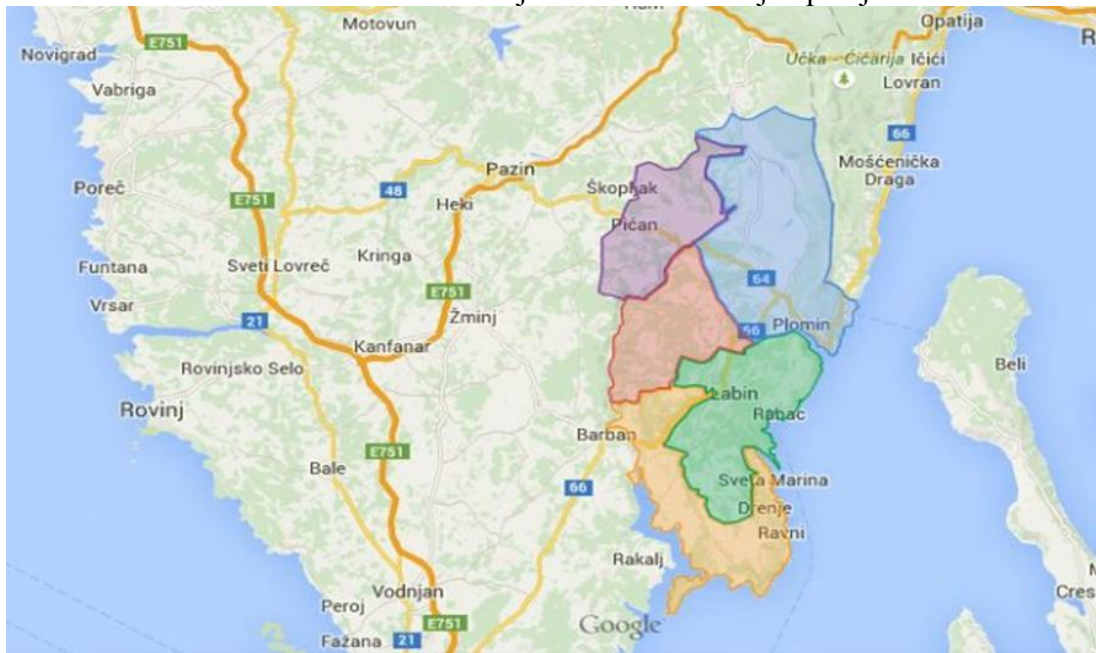 Opatija
Motovun
E751
Novigrad
Učka - Ćićarija
Ičići
Vabriga
Lovran
66
Mošćenička
Draga
Pazin
Poreč
48
Škopljak
E751
Heki
Pićan
Kringa
Funtana
Sveti Lovreč
64
E751
Vrsar
21
Žminj
66
Plomin
Kanfanar
Beli
Rovinjsko Selo
Labin
Rovinj
Rabac
Barban
E751
Bale
Sveta Marina
66
Drenje
Ravni
Rakalj
Vodnjan
Cres
Peroj
Google
E751
Fažana
21